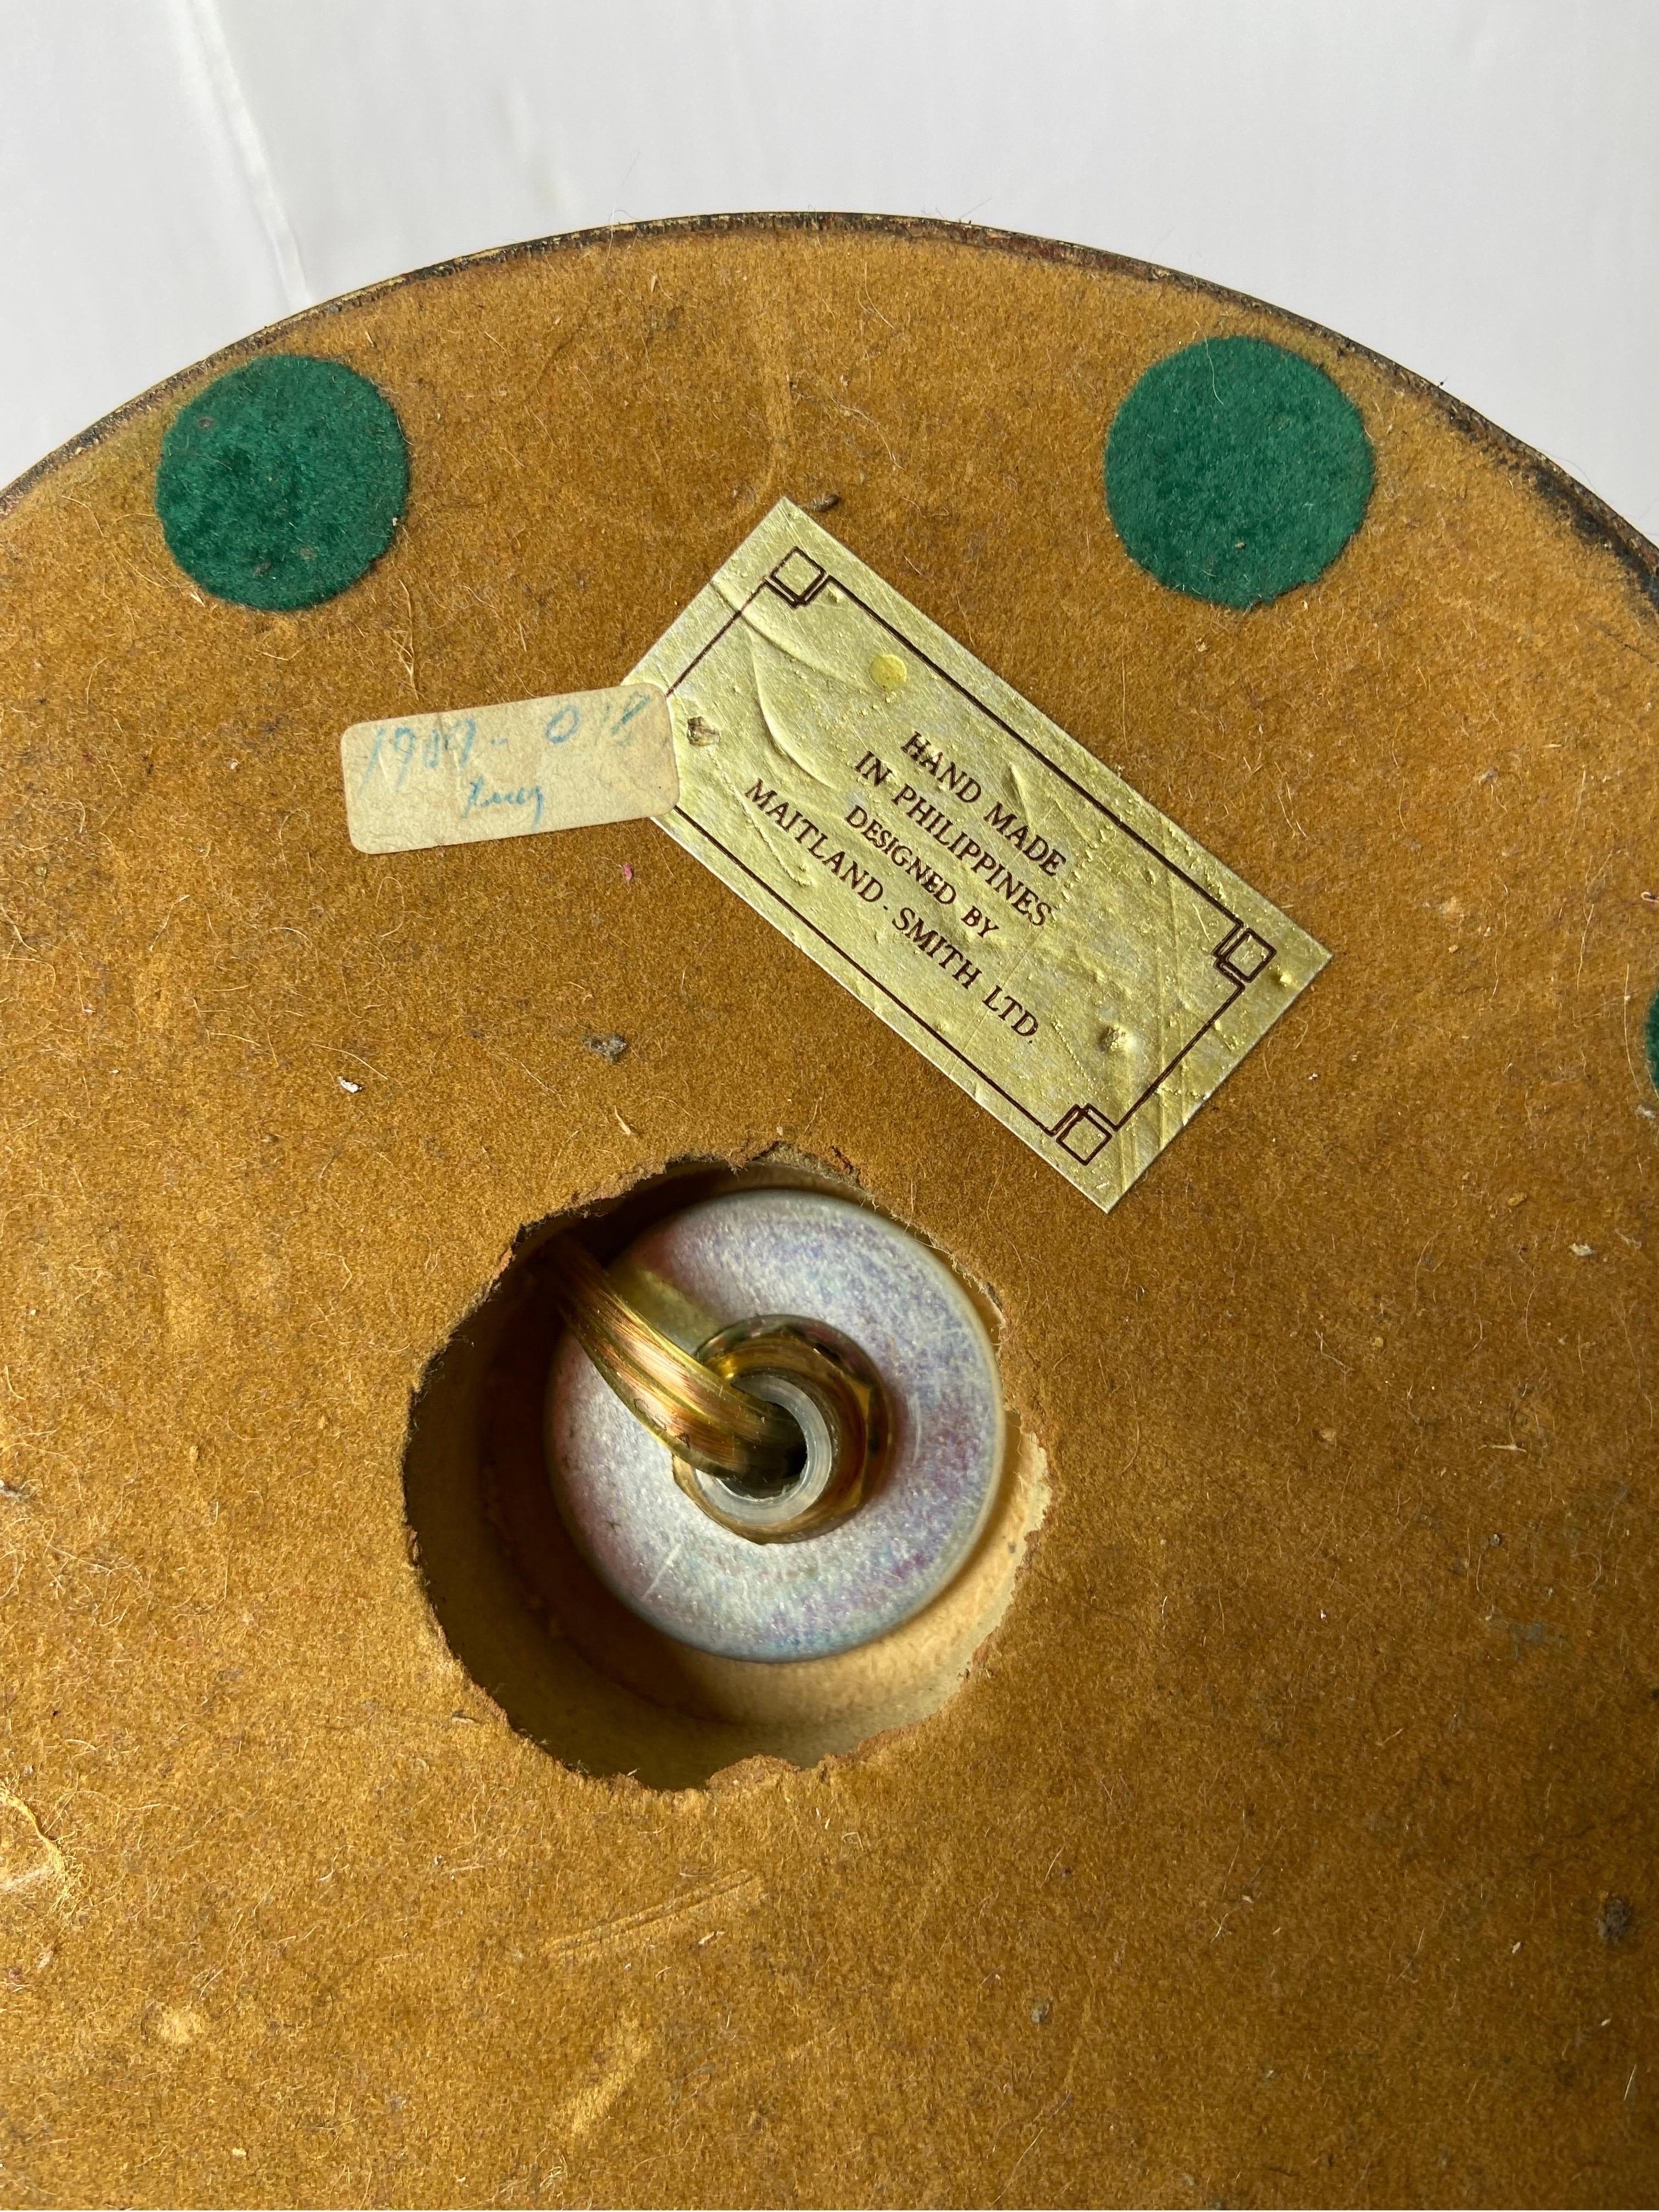 HAND MADE
IN PHILIPPINES
DESIGNED BY
MAITLAND-SMITH LTD.